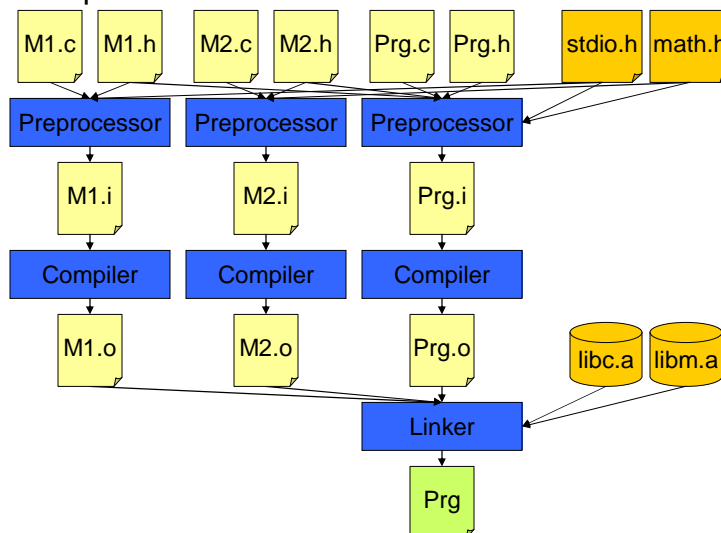 M1.c
M1.h
M2.c
M2.h
Prg.c
Prg.h
stdio.h
math.h
Preprocessor
Preprocessor
Preprocessor
M1.i
M2.i
Prg.i
Compiler
Compiler
Compiler
M1.o
M2.o
Prg.o
libc.a
libm.a
Linker
Prg